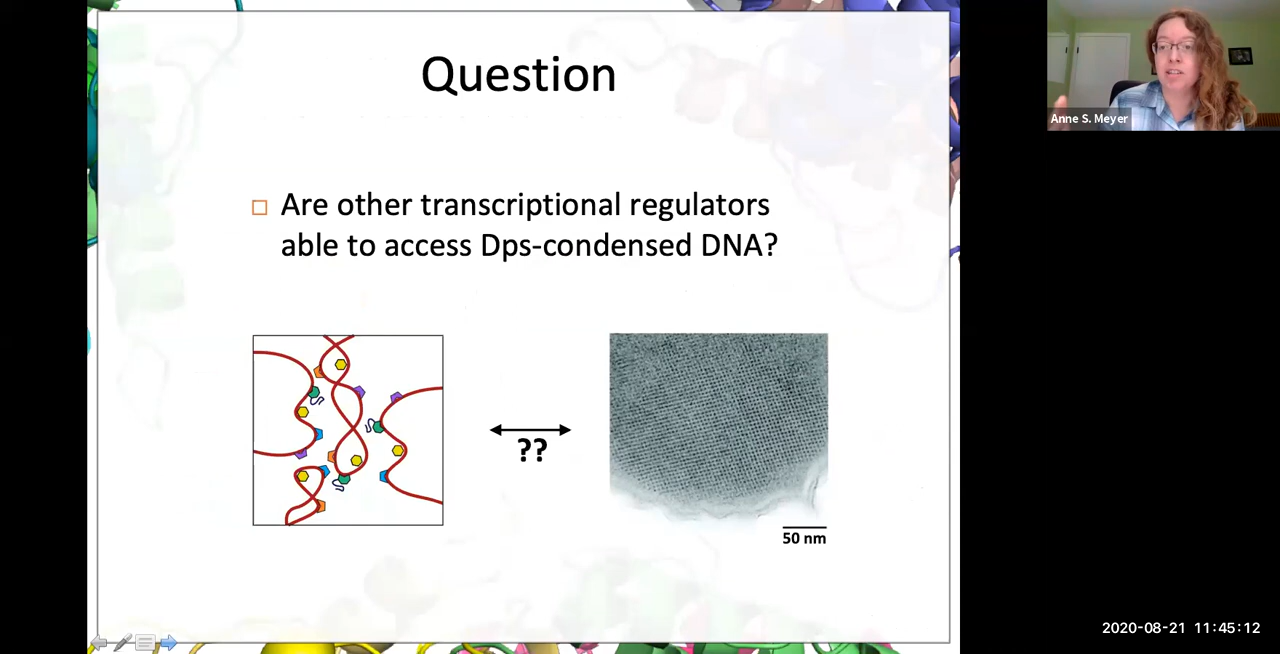 Question
Are other transcriptional regulators
able to access Dps-condensed DNA?
??
50 nm
Anne S. Meyer
2020-08-21 11:45:12